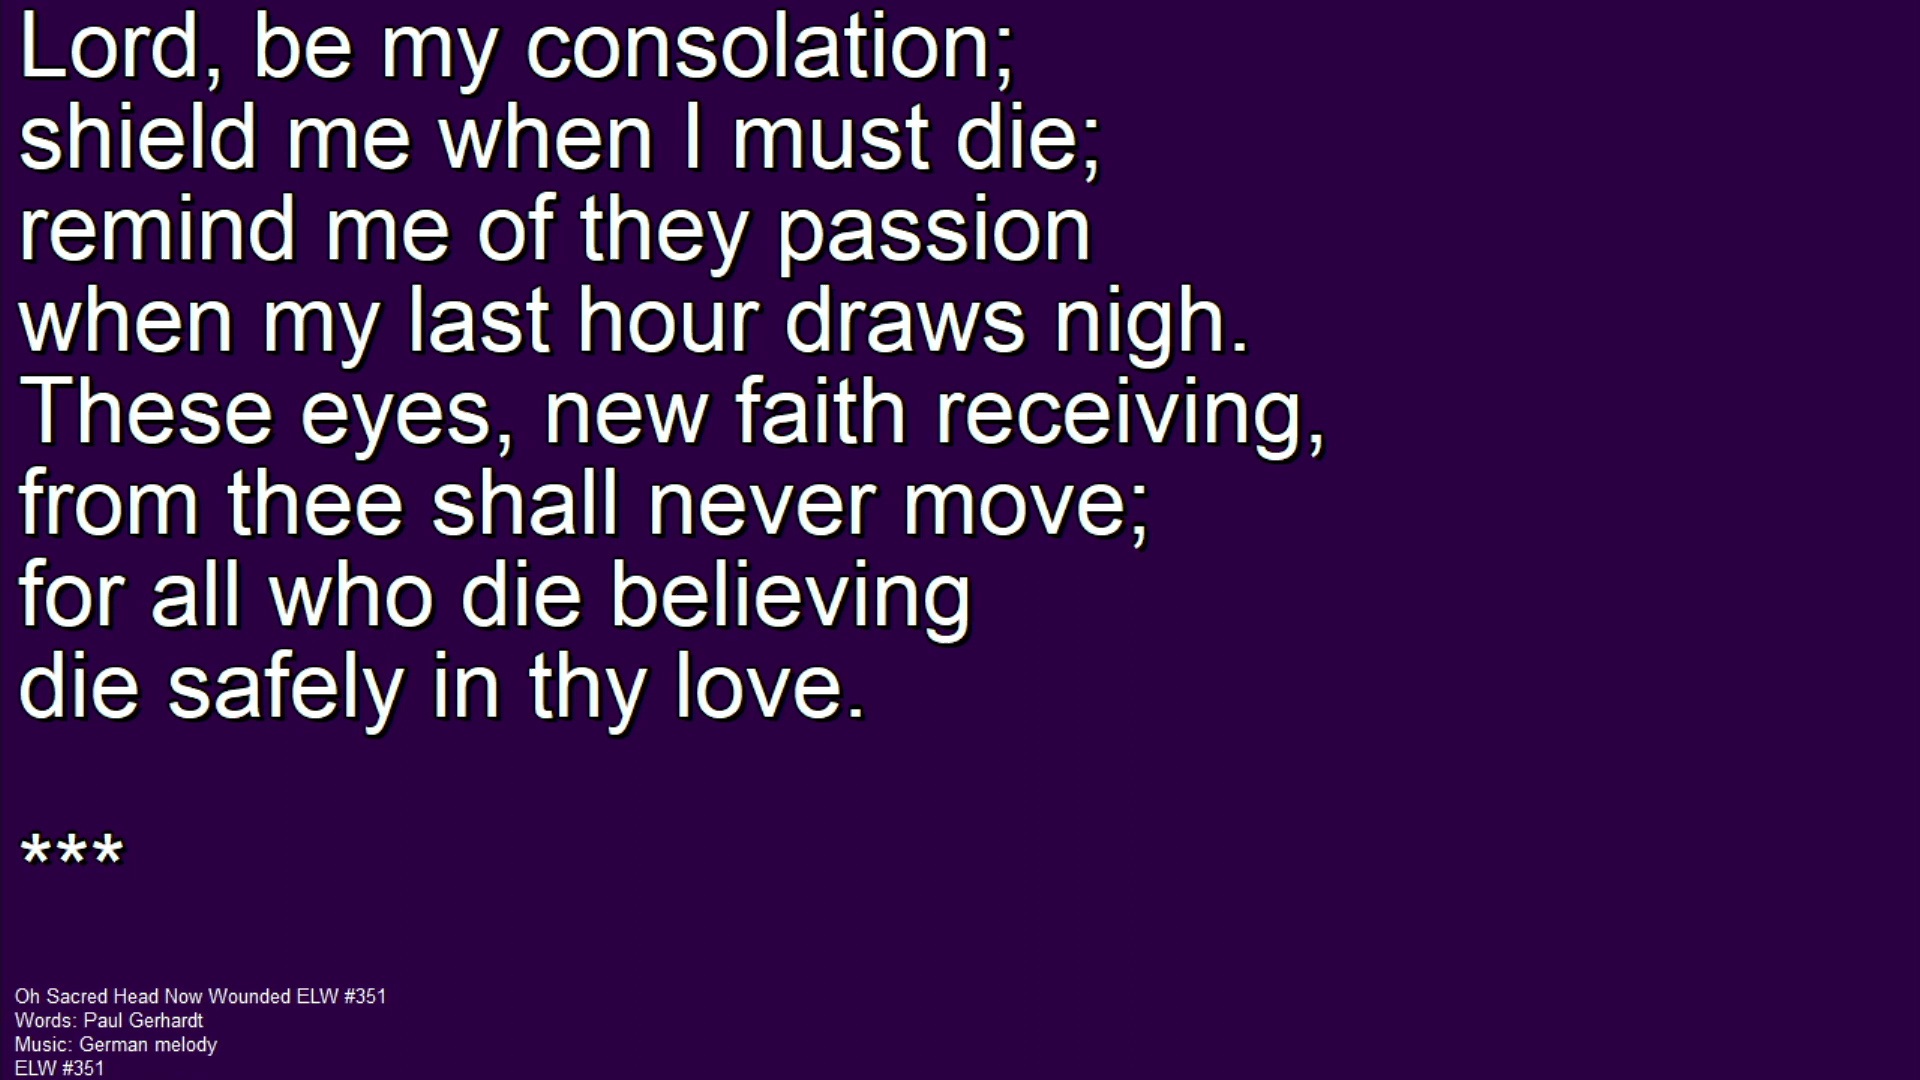 Lord, be my consolation;
shield me when I must die;
remind me of they passion
when my last hour draws nigh.
These eyes, new faith receiving,
from thee shall never move;
for all who die believing
die safely in thy love.
***
Oh Sacred Head Now Wounded ELW #351
Words: Paul Gerhardt
Music: German melody
ELW #351